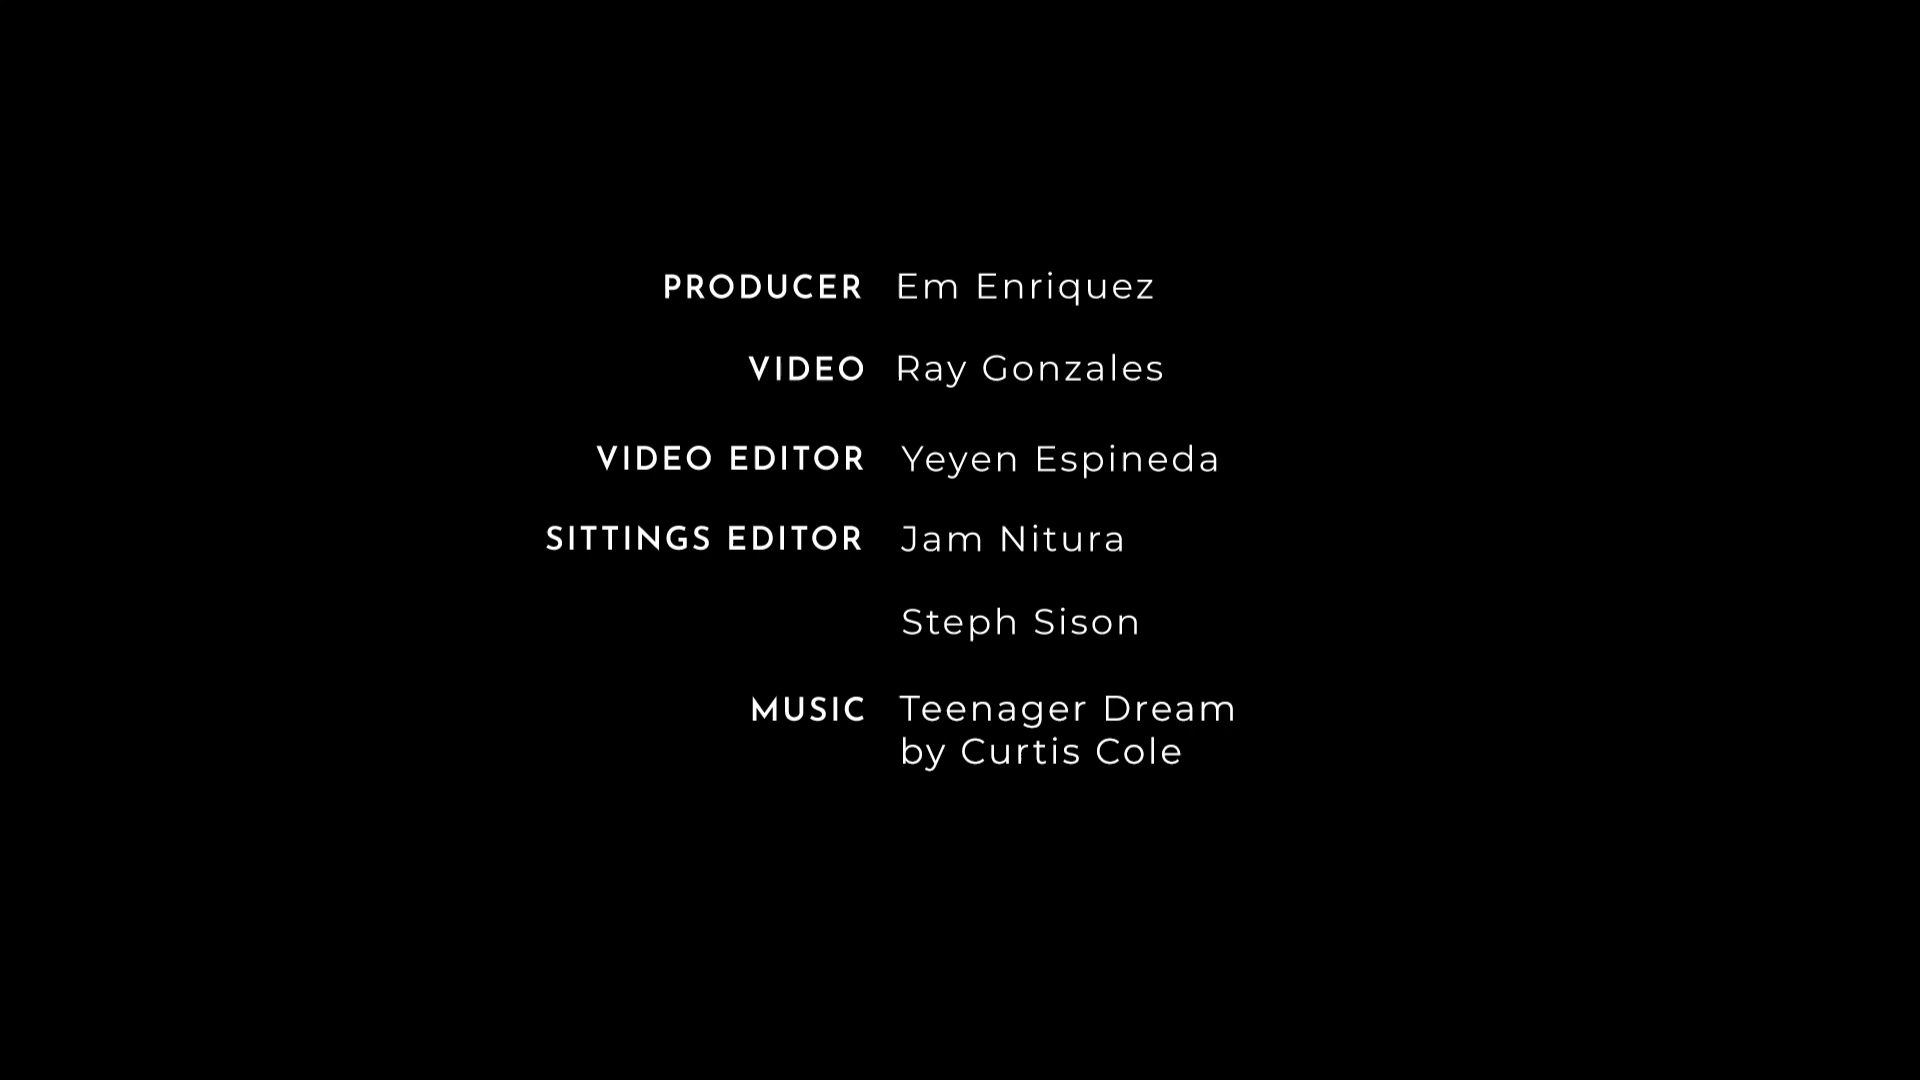 PRODUCER Em Enriquez
VIDEO Ray Gonzales
VIDEO EDITOR Yeyen Espineda
SITTINGS EDITOR Jam Nitura
Steph Sison
MUSIC Teenager Dream
by Curtis Cole